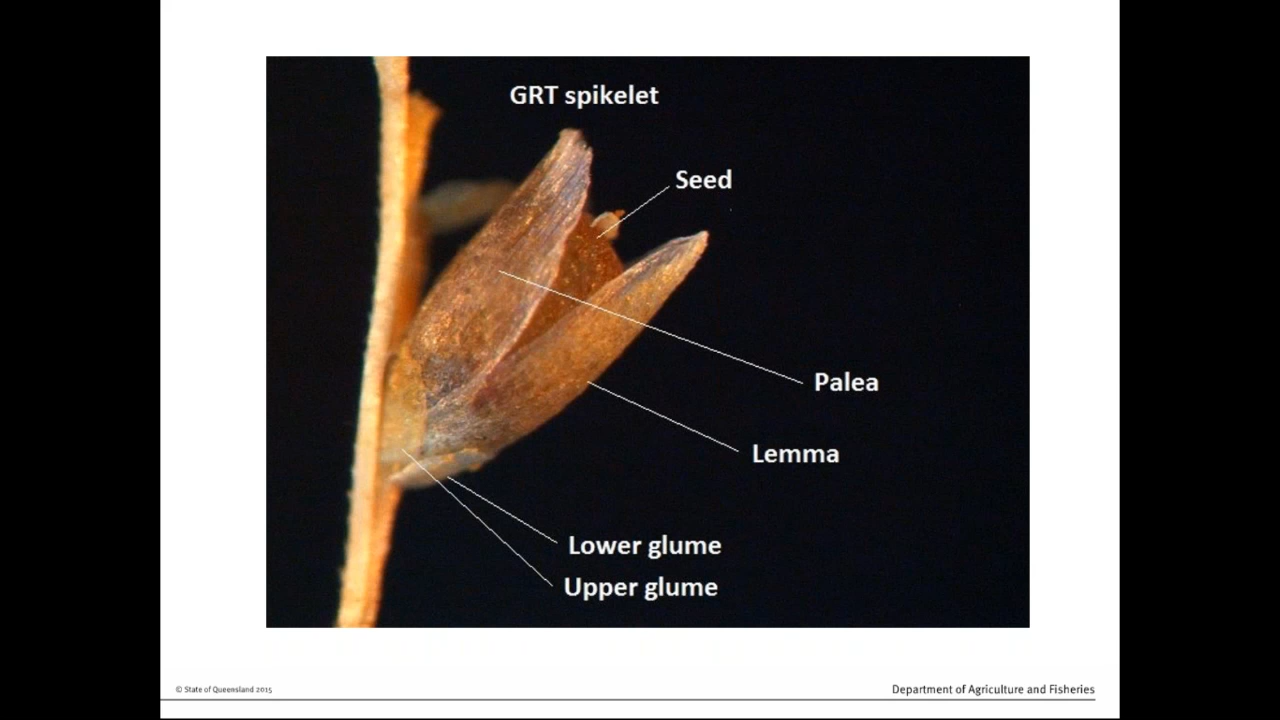 GRT spikelet
Seed
Palea
Lemma
Lower glume
Upper glume
© State of Queensland 2015
Department of Agriculture and Fisheries